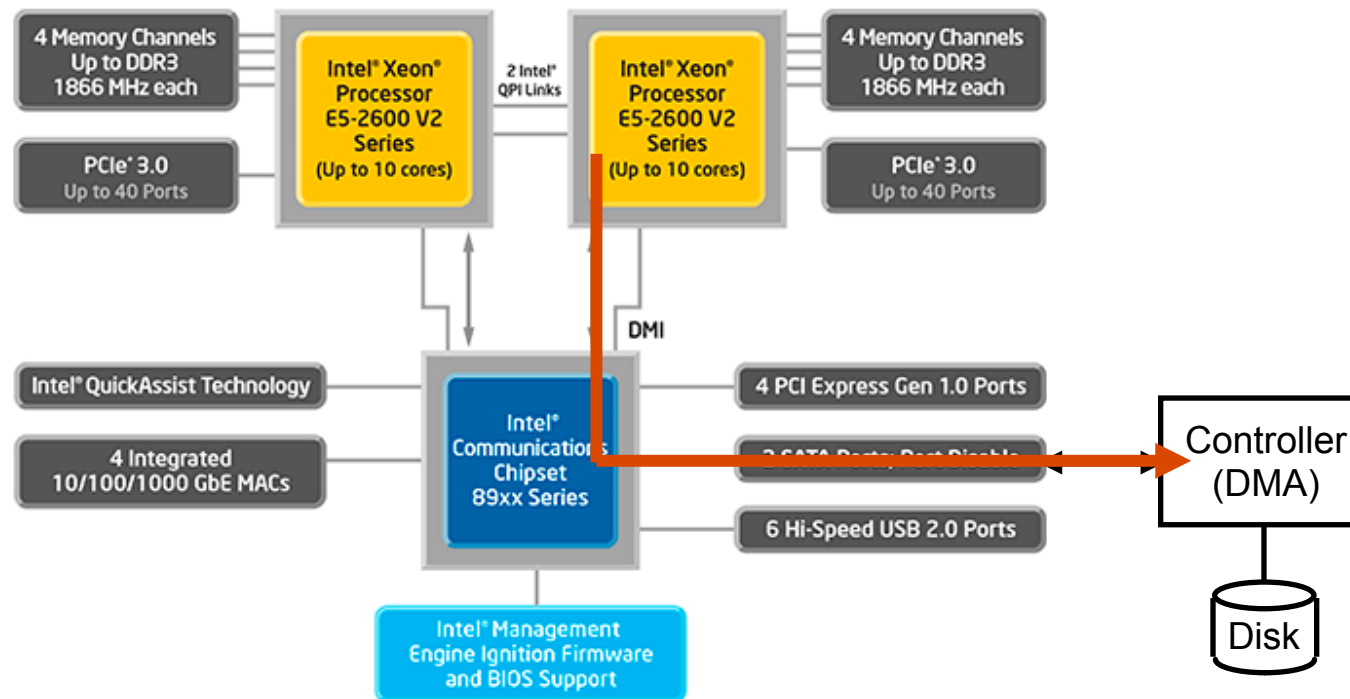 4 Memory Channels
Up to DDR3
1866 MHz each
PCIe* 3.0
Up to 40 Ports
Intel® Xeon®
Processor
E5-2600 V2
Series
(Up to 10 cores)
2 Intel®
QPI Links
Intel® Xeon®
Processor
E5-2600 V2
Series
(Up to 10 cores)
4 Memory Channels
Up to DDR3
1866 MHz each
PCIe* 3.0
Up to 40 Ports
DMI
Intel® QuickAssist Technology
4 Integrated
10/100/1000 GbE MACs
Intel®
Communications
Chipset
89xx Series
4 PCI Express Gen 1.0 Ports
2 SATA Ports; Port Disable
6 Hi-Speed USB 2.0 Ports
Controller
(DMA)
Disk
Intel® Management
Engine Ignition Firmware
and BIOS Support